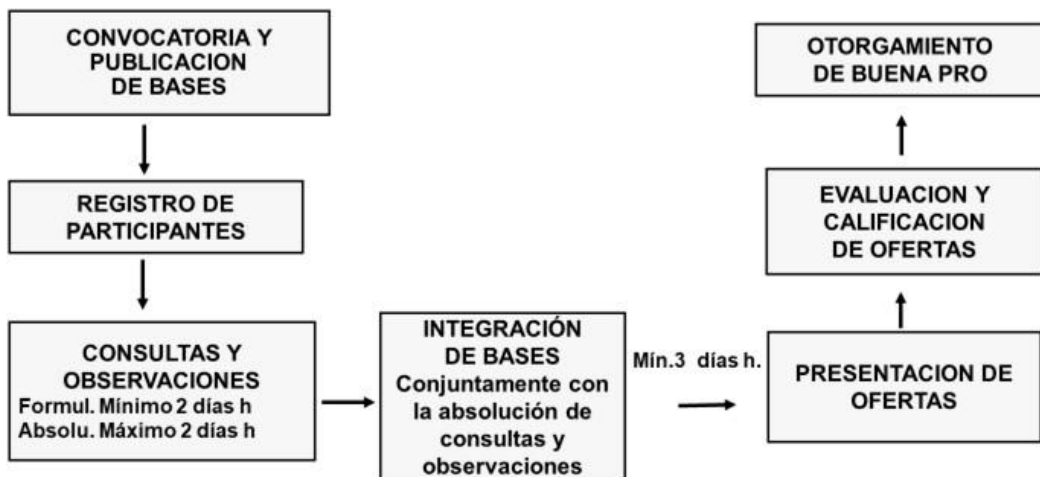 CONVOCATORIA Y
PUBLICACION
DE BASES
REGISTRO DE
PARTICIPANTES
CONSULTAS Y
OBSERVACIONES
Formul. Mínimo 2 días h
Absolu. Máximo 2 días h
INTEGRACIÓN
DE BASES
Conjuntamente con
la absolución de
consultas y
observaciones
Mín.3 días h.
PRESENTACION DE
OFERTAS
EVALUACION Y
CALIFICACION
DE OFERTAS
OTORGAMIENTO
DE BUENA PRO